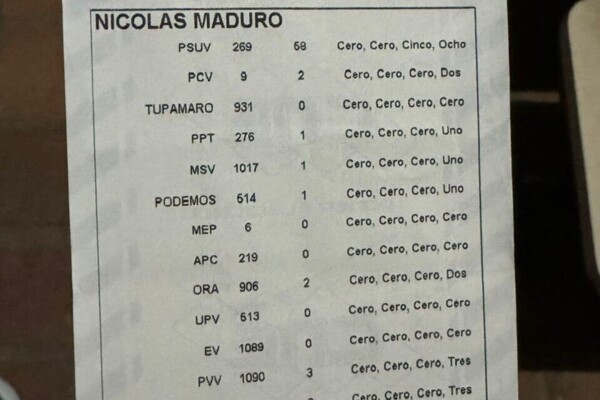 NICOLAS MADURO
PSUV 269 58 Cero, Cero, Cinco, Ocho
PCV 9 2 Cero, Cero, Cero, Dos
TUPAMARO 931 0 Cero, Cero, Cero, Cero
PPT 276 1 Cero, Cero, Cero, Uno
MSV 1017 1 Cero, Cero, Cero, Uno
PODEMOS 514 1 Cero, Cero, Cero, Uno
MEP 6 0 Cero, Cero, Cero, Cero
APC 219 0 Cero, Cero, Cero, Cero
ORA 906 2 Cero, Cero, Cero, Dos
UPV 513 0 Cero, Cero, Cero, Cero
EV 1089 0 Cero, Cero, Cero, Cero
PVV 1090 3 Cero, Cero, Cero, Tres
Cero, Cero, Cero, Tres